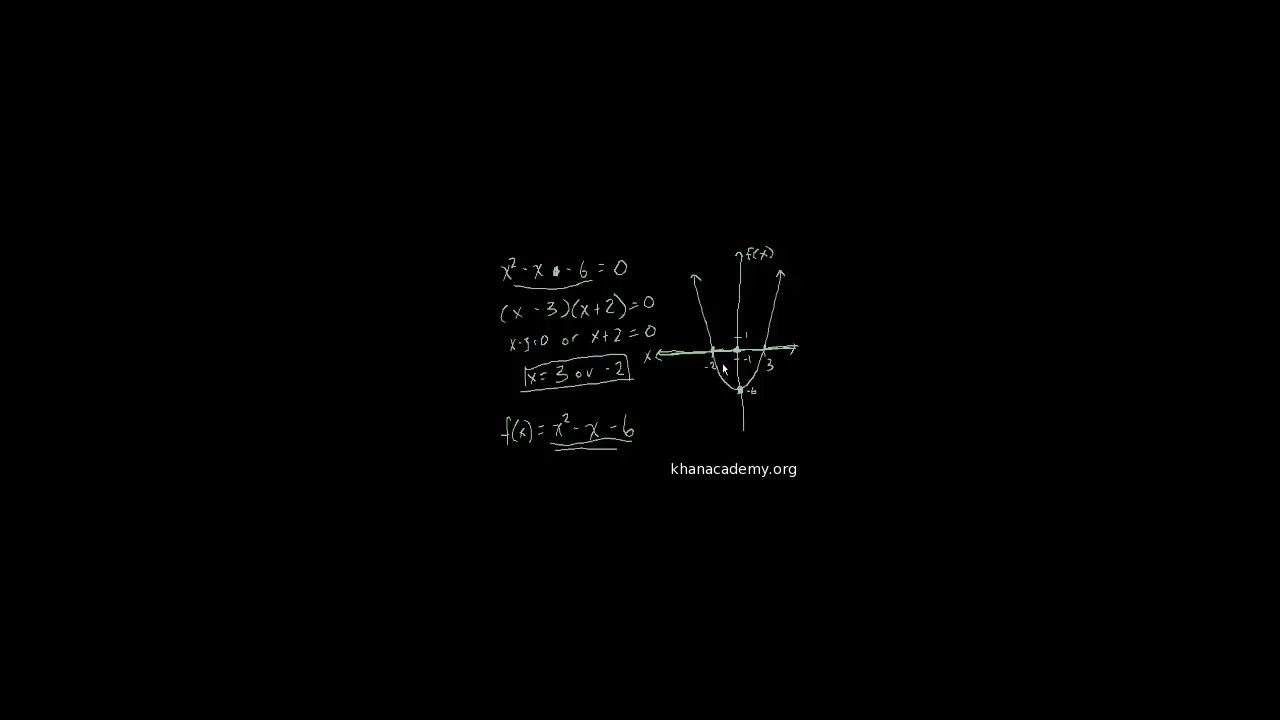 x² - x - 6 = 0
(x - 3)(x + 2) = 0
x-3=0 or x+2 = 0
x = 3 or -2
f(x) = x² - x - 6
f(x)
1
x
-2
-1
3
-6
khanacademy.org